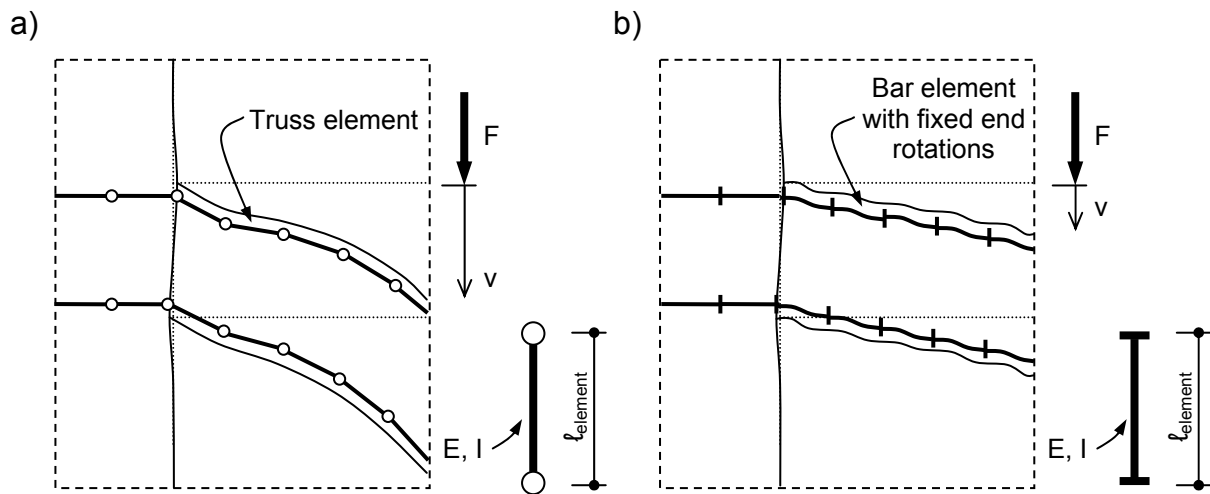 a)
Truss element
F
v
E, I
ℓelement
b)
Bar element
with fixed end
rotations
F
v
E, I
ℓelement